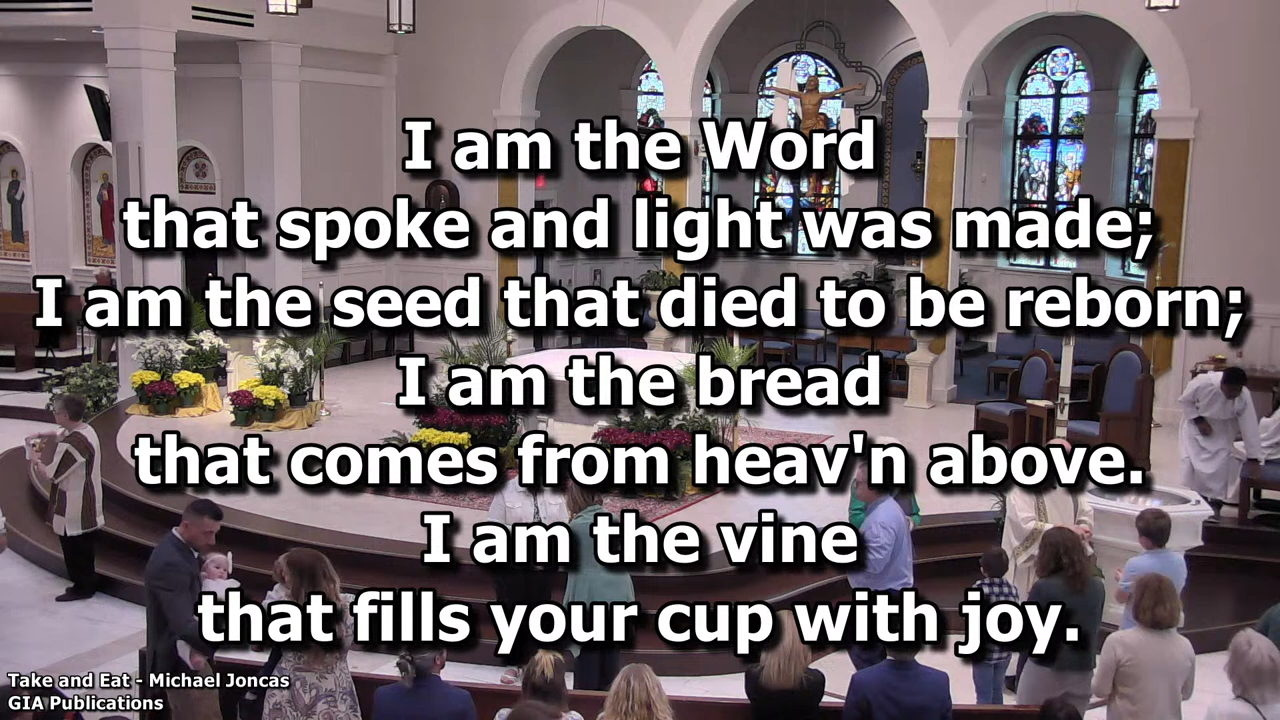 I am the Word
that spoke and light was made;
I am the seed that died to be reborn;
I am the bread
that comes from heav'n above.
I am the vine
that fills your cup with joy.
Take and Eat - Michael Joncas
GIA Publications